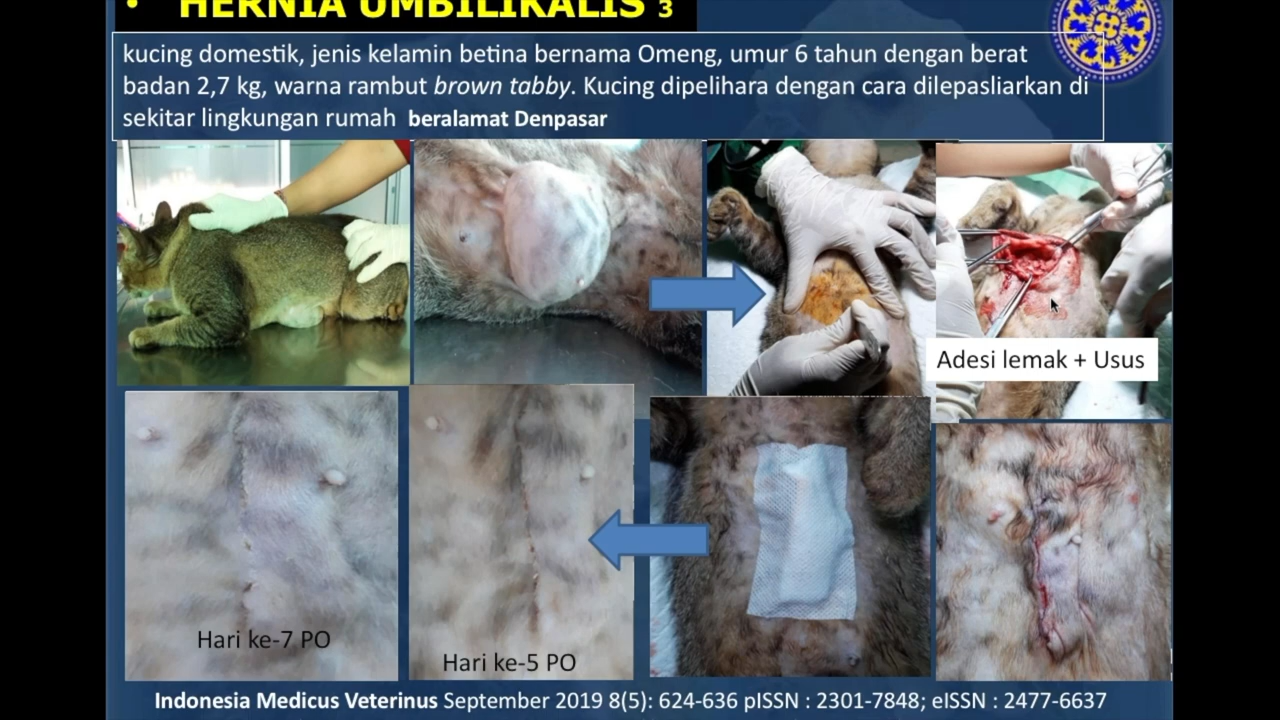 • HERNIA UMBILIKALIS 3
kucing domestik, jenis kelamin betina bernama Omeng, umur 6 tahun dengan berat
badan 2,7 kg, warna rambut brown tabby. Kucing dipelihara dengan cara dilepasliarkan di
sekitar lingkungan rumah beralamat Denpasar
Adesi lemak + Usus
Hari ke-7 PO
Hari ke-5 PO
Indonesia Medicus Veterinus September 2019 8(5): 624-636 pISSN : 2301-7848; eISSN : 2477-6637